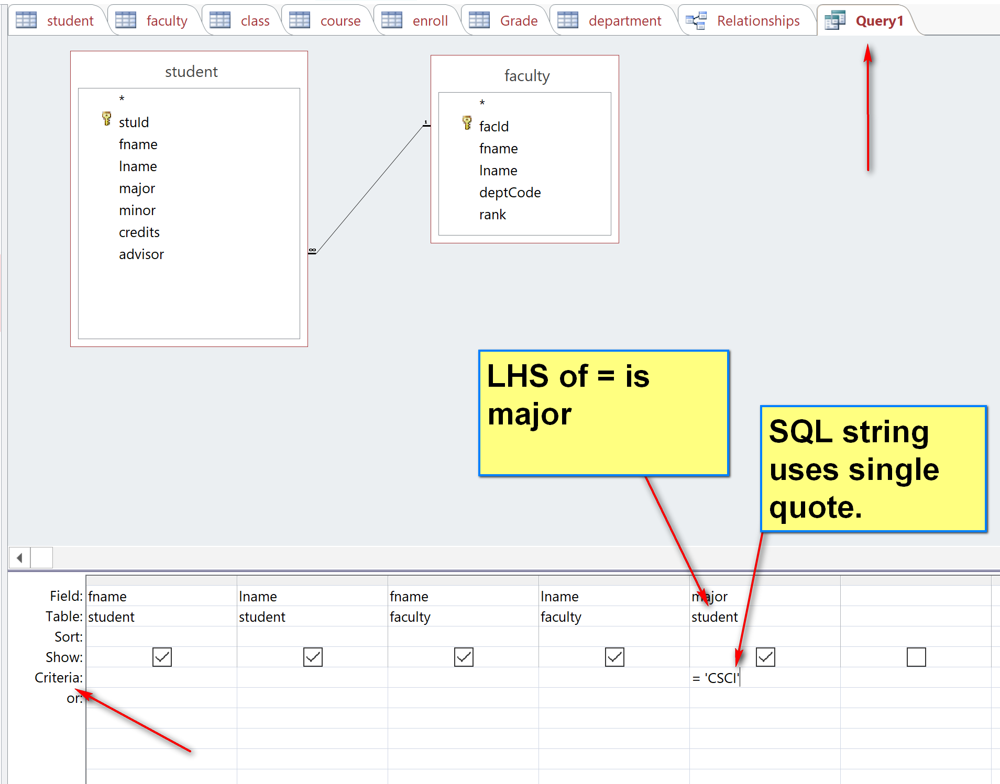 student faculty class course enroll Grade department Relationships Query1
student
*
stuId
fname
lname
major
minor
credits
advisor
∞
1
faculty
*
facId
fname
lname
deptCode
rank
LHS of = is
major
SQL string
uses single
quote.
Field: fname lname fname lname major
Table: student student faculty faculty student
Sort:
Show:
Criteria: = 'CSCI'
or: